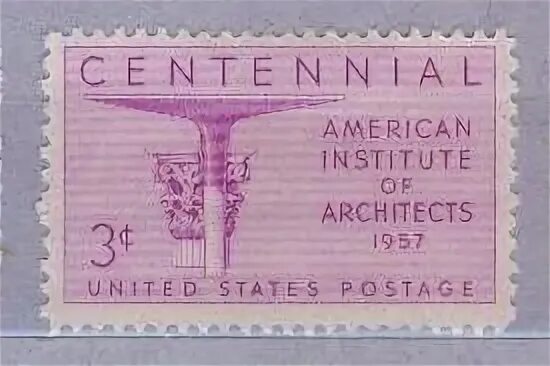 CENTENNIAL
AMERICAN
INSTITUTE
OF
ARCHITECTS
1957
3¢
UNITED STATES POSTAGE